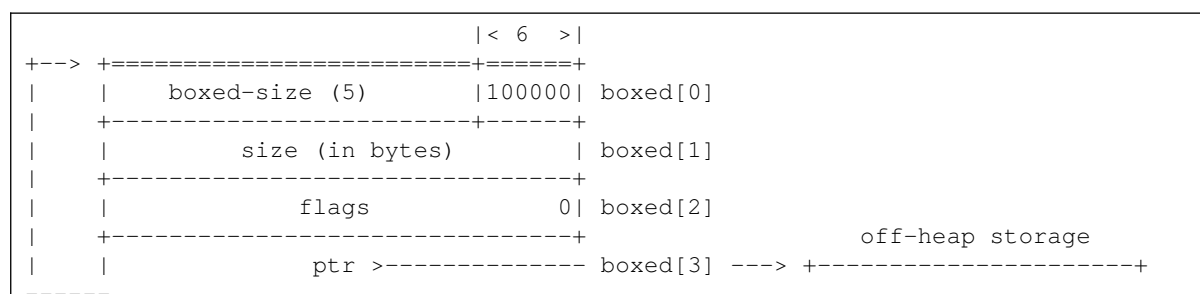 |< 6  >|
+--> +=========================+======+
|    |    boxed-size (5)       |100000| boxed[0]
|    +-------------------------+------+
|    |         size (in bytes)        | boxed[1]
|    +--------------------------------+
|    |             flags             0| boxed[2]
|    +--------------------------------+                   off-heap storage
|    |              ptr >-------------- boxed[3] ---> +----------------------+